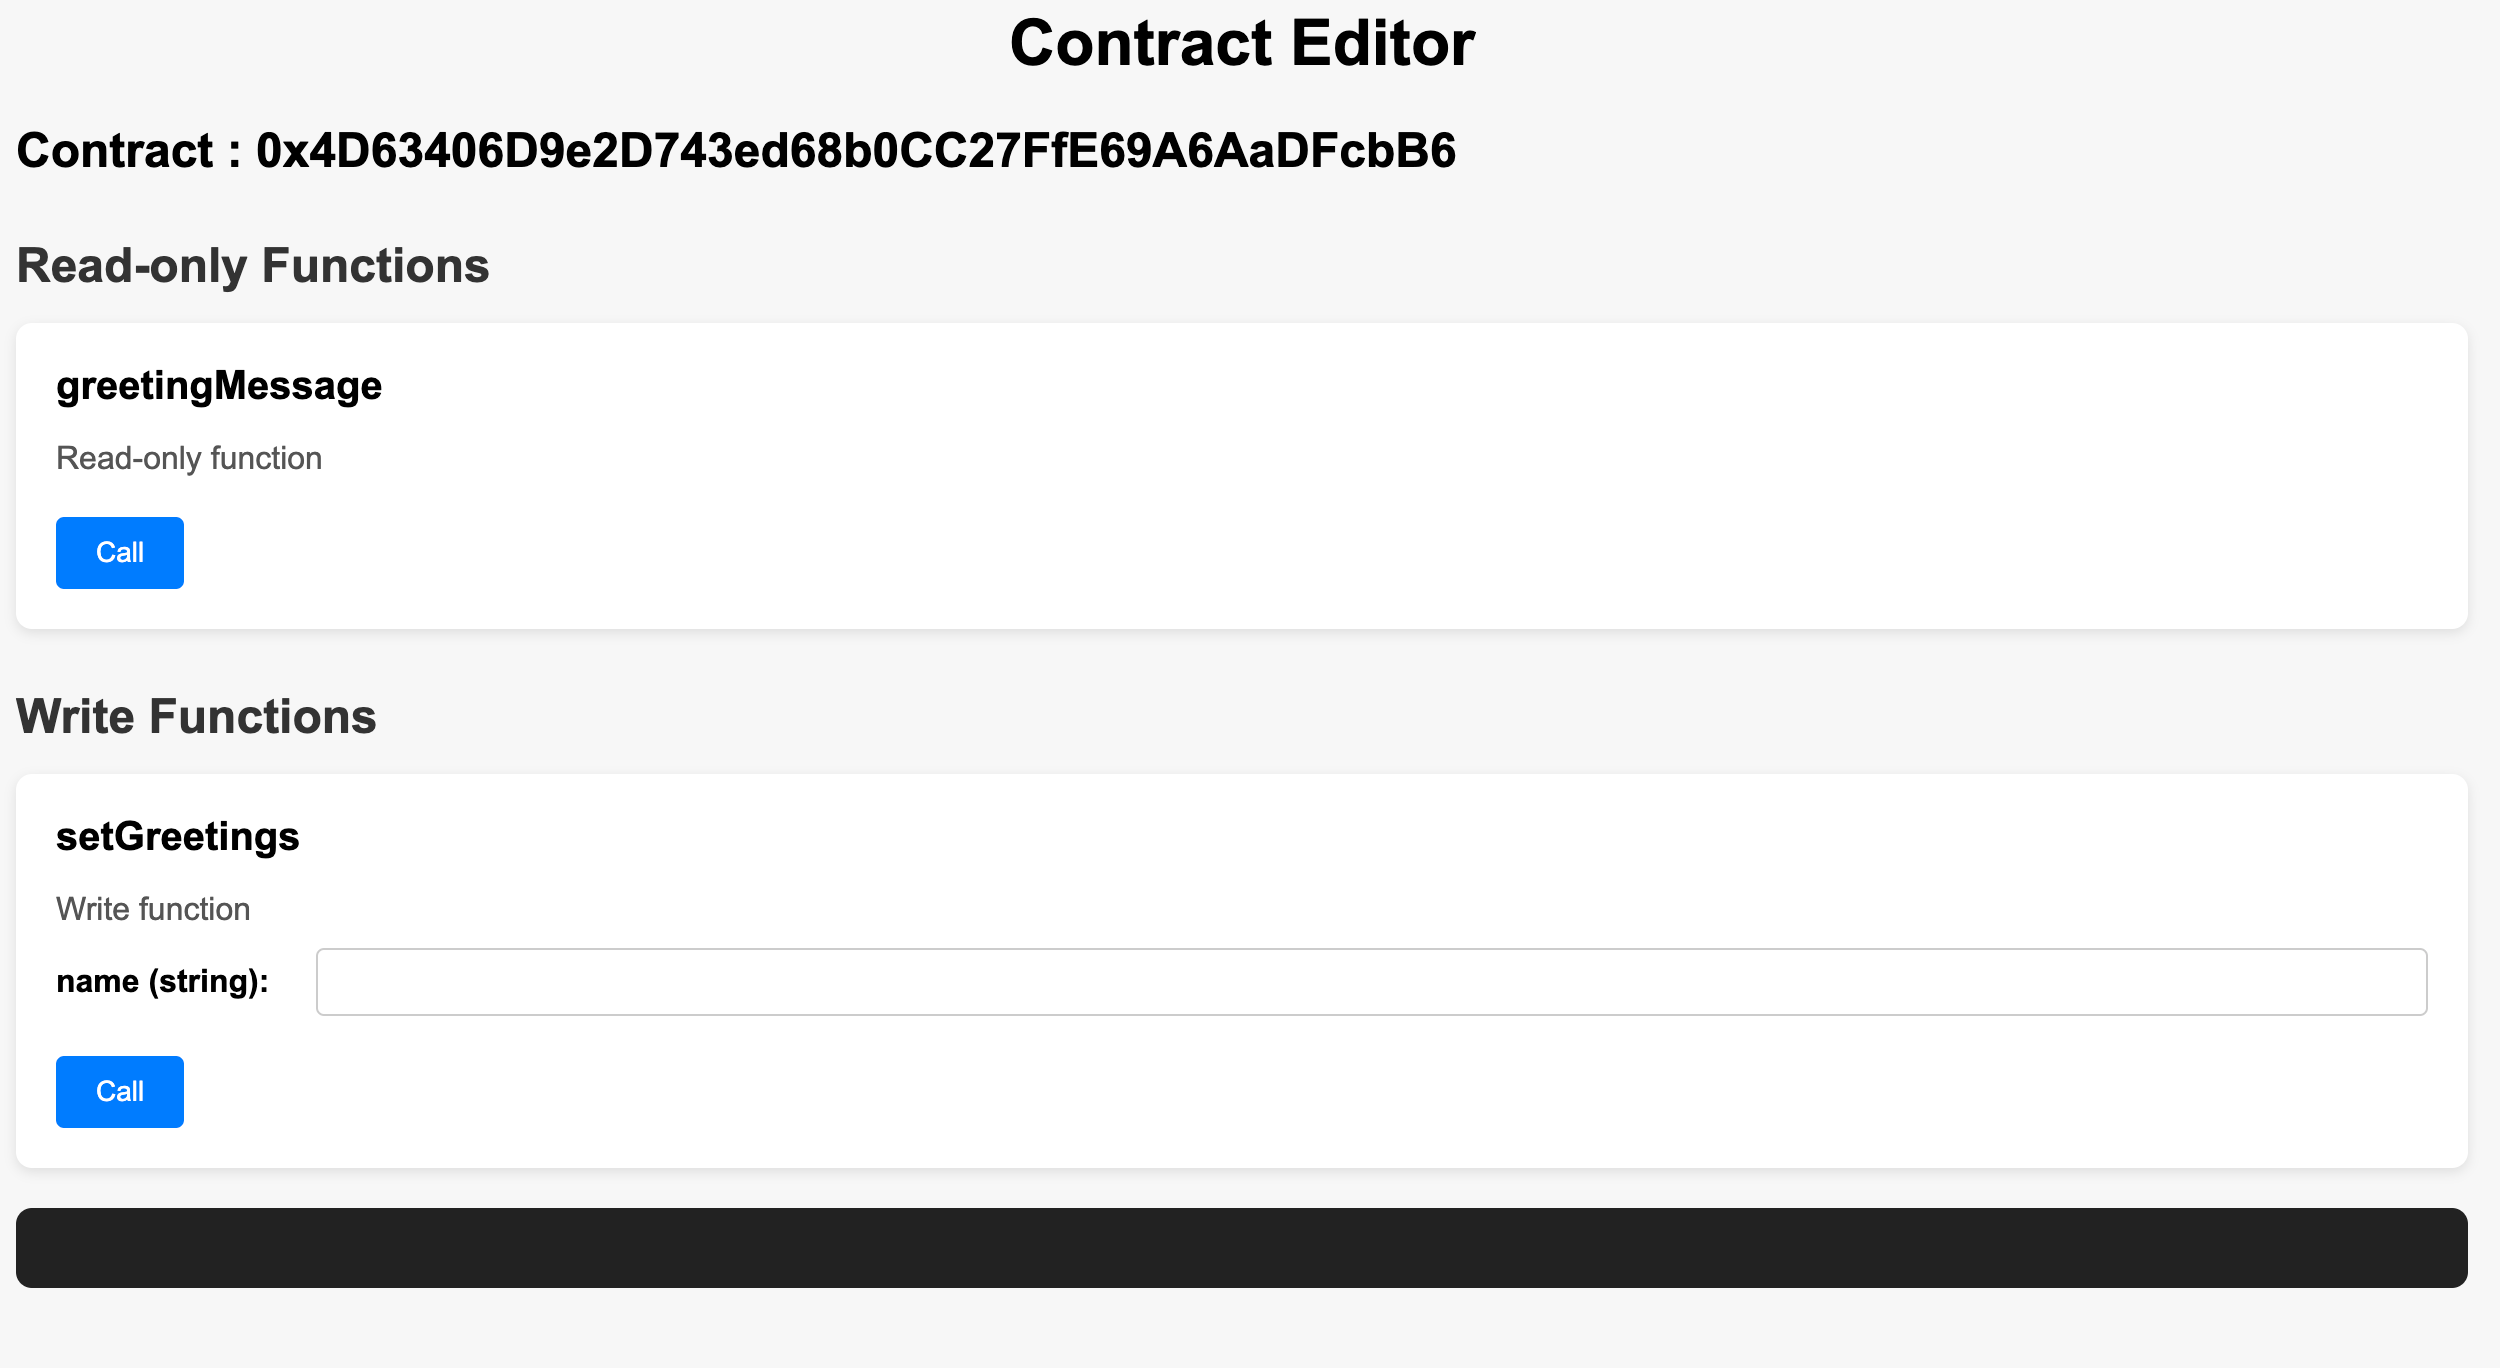 Contract Editor
Contract : 0x4D63406D9e2D743ed68b0CC27FfE69A6AaDFcbB6
Read-only Functions
greetingMessage
Read-only function
Call
Write Functions
setGreetings
Write function
name (string):
Call